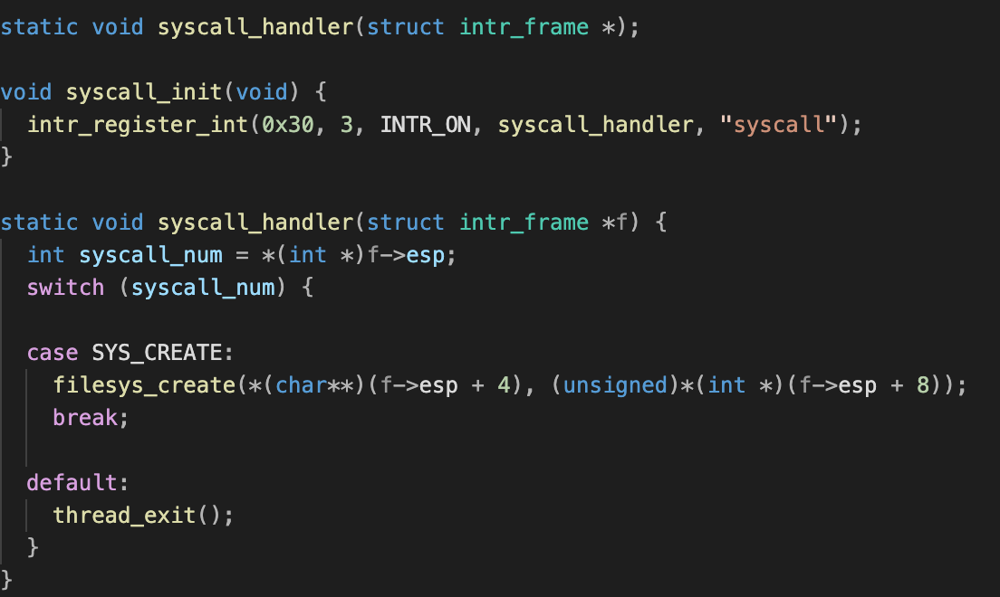 static void syscall_handler(struct intr_frame *);
void syscall_init(void) {
  intr_register_int(0x30, 3, INTR_ON, syscall_handler, "syscall");
}
static void syscall_handler(struct intr_frame *f) {
  int syscall_num = *(int *)f->esp;
  switch (syscall_num) {
  case SYS_CREATE:
    filesys_create(*(char**)(f->esp + 4), (unsigned)*(int *)(f->esp + 8));
    break;
  default:
    thread_exit();
  }
}